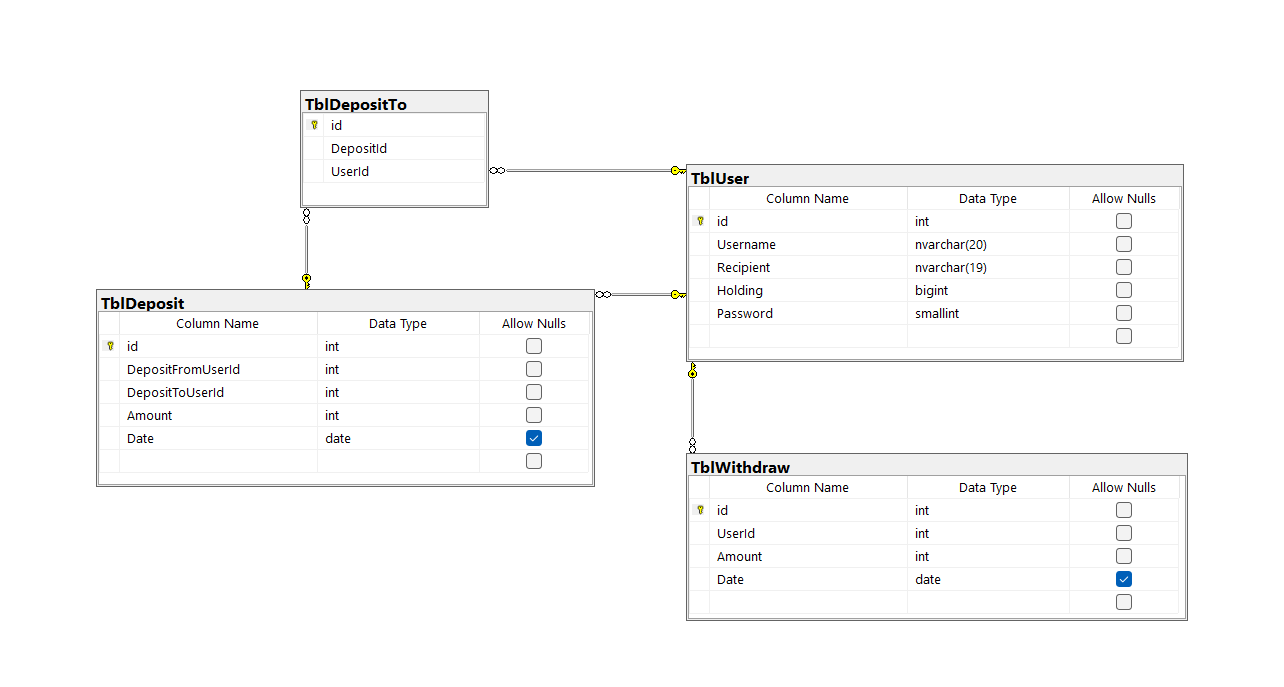 TblDepositTo
id
DepositId
UserId
TblUser
Column Name Data Type Allow Nulls
id int
Username nvarchar(20)
Recipient nvarchar(19)
Holding bigint
Password smallint
TblDeposit
Column Name Data Type Allow Nulls
id int
DepositFromUserId int
DepositToUserId int
Amount int
Date date
TblWithdraw
Column Name Data Type Allow Nulls
id int
UserId int
Amount int
Date date